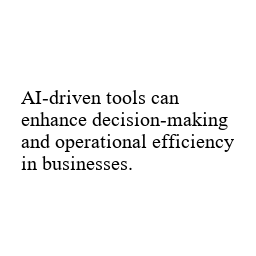 AI-driven tools can
enhance decision-making
and operational efficiency
in businesses.